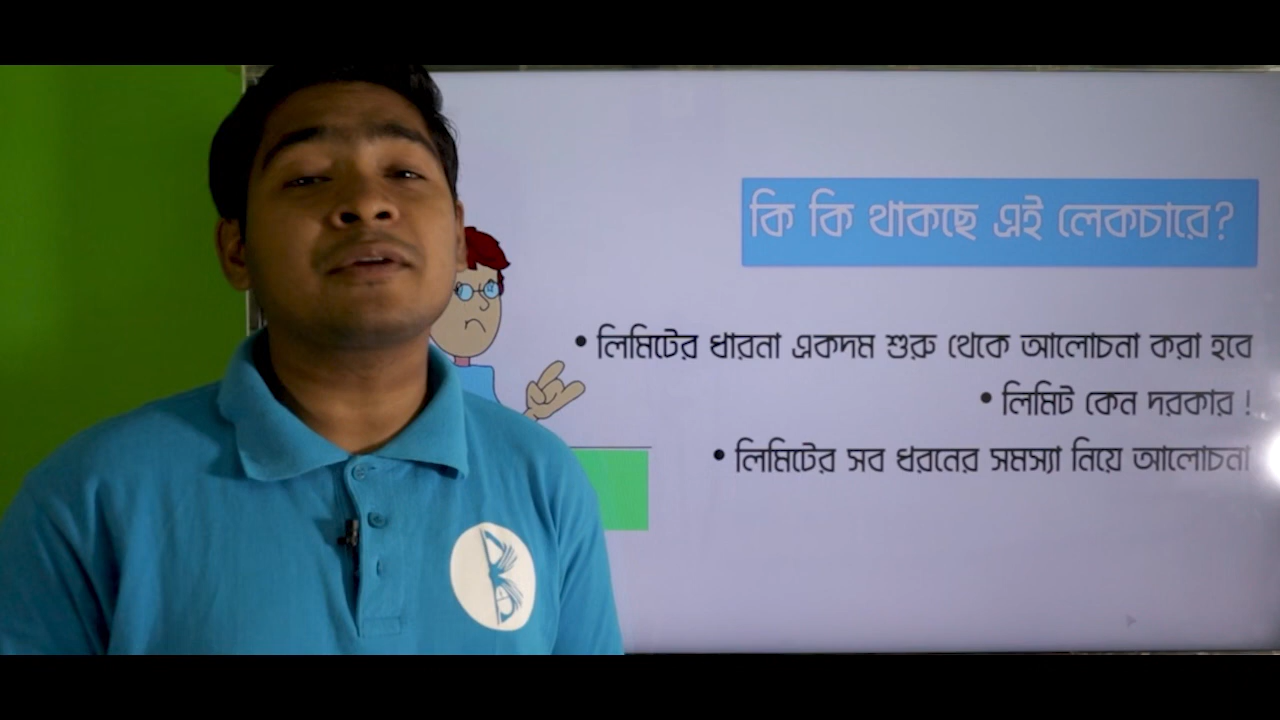 কি কি থাকছে এই লেকচারে?
• লিমিটের ধারনা একদম শুরু থেকে আলোচনা করা হবে
• লিমিট কেন দরকার !
• লিমিটের সব ধরনের সমস্যা নিয়ে আলোচনা